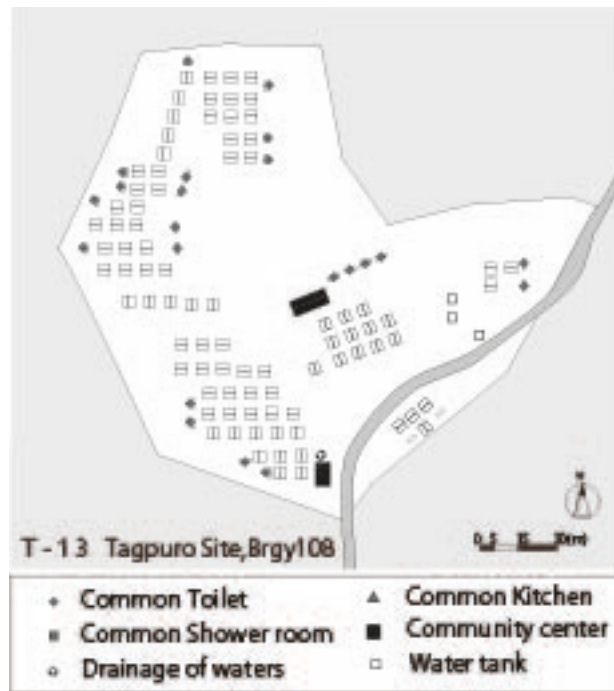 N
T-13 Tagpuro Site,Brgy108
Common Toilet
Common Kitchen
Common Shower room
Community center
Drainage of waters
Water tank